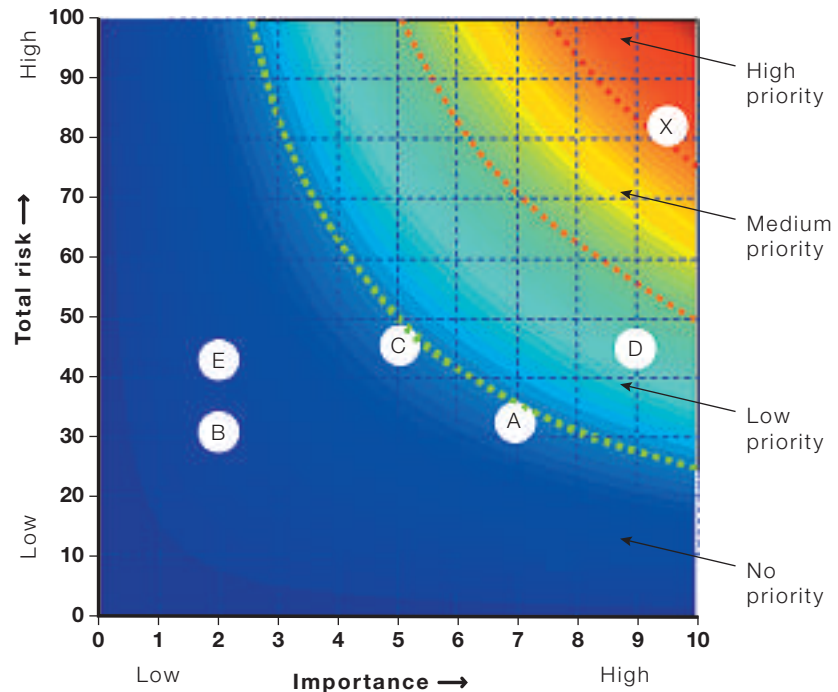 100
90
80
70
60
50
40
30
20
10
0
High
Total risk →
Low
X
E
C
D
B
A
High
priority
Medium
priority
Low
priority
No
priority
0 1 2 3 4 5 6 7 8 9 10
Low Importance → High